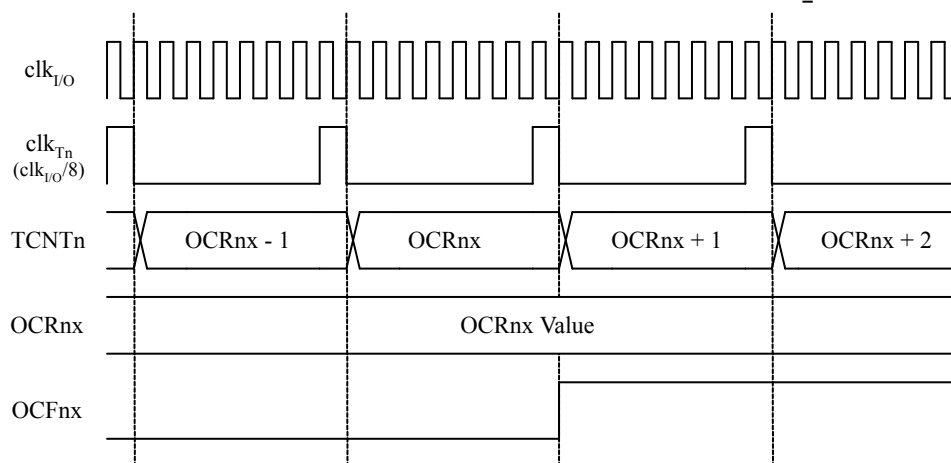 clkI/O
clkTn
(clkI/O/8)
TCNTn OCRnx - 1 OCRnx OCRnx + 1 OCRnx + 2
OCRnx OCRnx Value
OCFnx